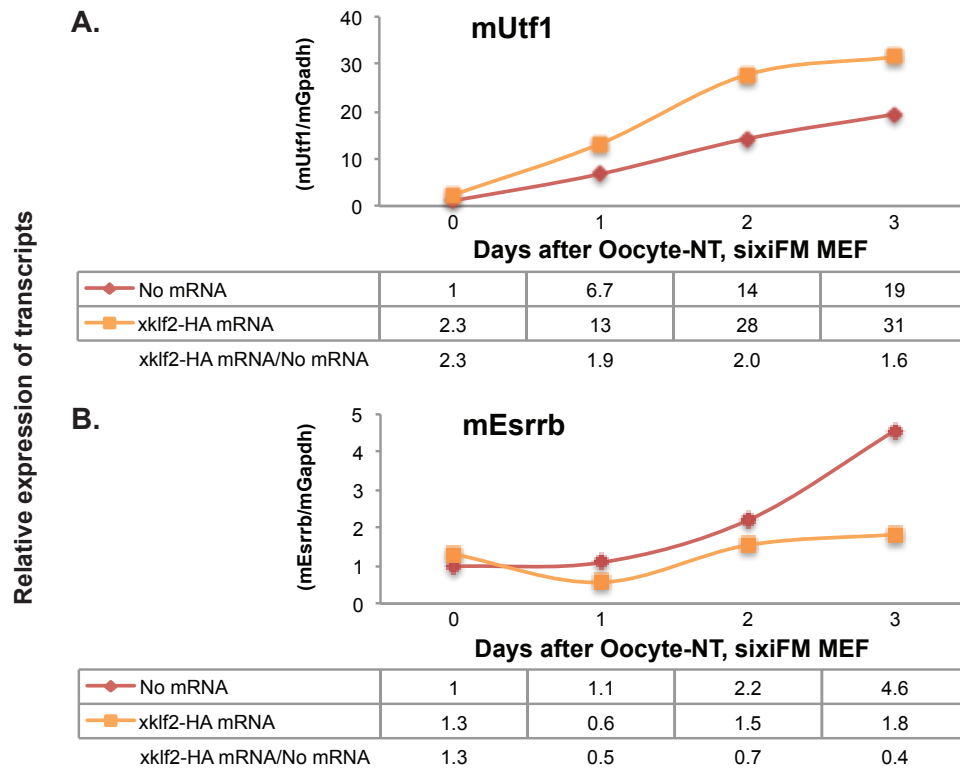 Relative expression of transcripts
A.
mUtf1
(mUtf1/mGpadh)
40
30
20
10
0
0 1 2 3
Days after Oocyte-NT, sixiFM MEF
No mRNA 1 6.7 14 19
xklf2-HA mRNA 2.3 13 28 31
xklf2-HA mRNA/No mRNA 2.3 1.9 2.0 1.6
B.
mEsrrb
(mEsrrb/mGapdh)
5
4
3
2
1
0
0 1 2 3
Days after Oocyte-NT, sixiFM MEF
No mRNA 1 1.1 2.2 4.6
xklf2-HA mRNA 1.3 0.6 1.5 1.8
xklf2-HA mRNA/No mRNA 1.3 0.5 0.7 0.4